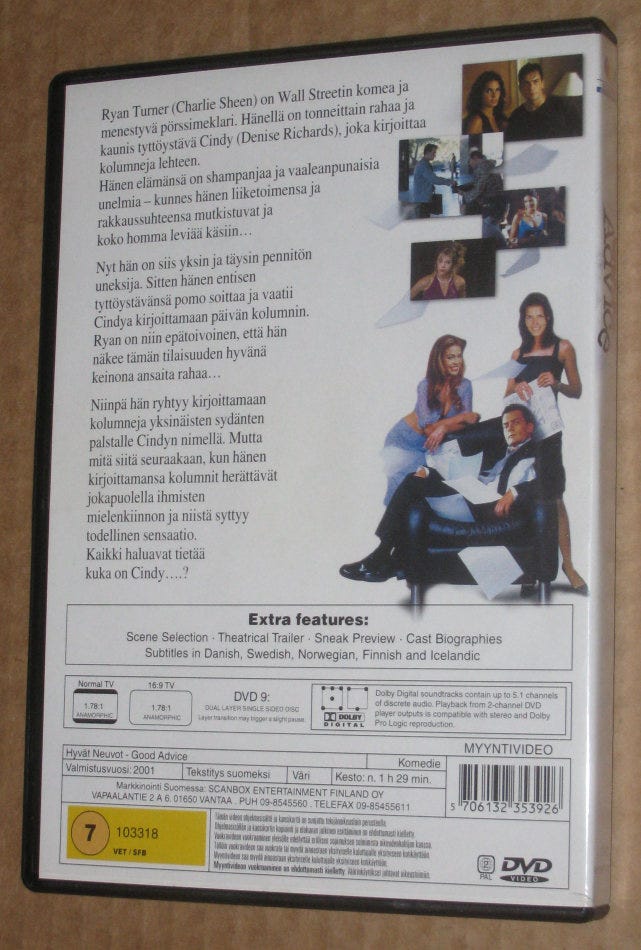 Ryan Turner (Charlie Sheen) on Wall Streetin komea ja
menestyvä pörssimeklari. Hänellä on tonneittain rahaa ja
kaunis tyttöystävä Cindy (Denise Richards), joka kirjoittaa
kolumneja lehteen.
Hänen elämänsä on shampanjaa ja vaaleanpunaisia
unelmia – kunnes hänen liiketoimensa ja
rakkaussuhteensa mutkistuvat ja
koko homma leviää käsiin…
Nyt hän on siis yksin ja täysin pennitön
uneksija. Sitten hänen entisen
tyttöystävänsä pomo soittaa ja vaatii
Cindya kirjoittamaan päivän kolumnin.
Ryan on niin epätoivoinen, että hän
näkee tämän tilaisuuden hyvänä
keinona ansaita rahaa…
Niinpä hän ryhtyy kirjoittamaan
kolumneja yksinäisten sydänten
palstalle Cindyn nimellä. Mutta
mitä siitä seuraakaan, kun hänen
kirjoittamansa kolumnit herättävät
jokapuolella ihmisten
mielenkiinnon ja niistä syttyy
todellinen sensaatio.
Kaikki haluavat tietää
kuka on Cindy….?
Extra features:
Scene Selection · Theatrical Trailer · Sneak Preview · Cast Biographies
Subtitles in Danish, Swedish, Norwegian, Finnish and Icelandic
Normal TV
1.78:1
ANAMORPHIC
16:9 TV
1.78:1
ANAMORPHIC
DVD 9:
DUAL LAYER SINGLE SIDED DISC
Layer transition may trigger a slight pause.
DOLBY
DIGITAL
Dolby Digital soundtracks contain up to 5.1 channels
of discrete audio. Playback from 2-channel DVD
player outputs is compatible with stereo and Dolby
Pro Logic reproduction.
MYYNTIVIDEO
Hyvät Neuvot - Good Advice
Komedie
Valmistusvuosi: 2001
Tekstitys suomeksi
Väri
Kesto: n. 1 h 29 min.
Markkinointi Suomessa: SCANBOX ENTERTAINMENT FINLAND OY
VAPAALANTIE 2 A 6. 01650 VANTAA . PUH 09-8545560 . TELEFAX 09-85455611
5 706132 353926
7
103318
VET / SFB
Myyntivideon vuokraaminen on ehdottomasti kielletty.
2
PAL
DVD
VIDEO
Advice